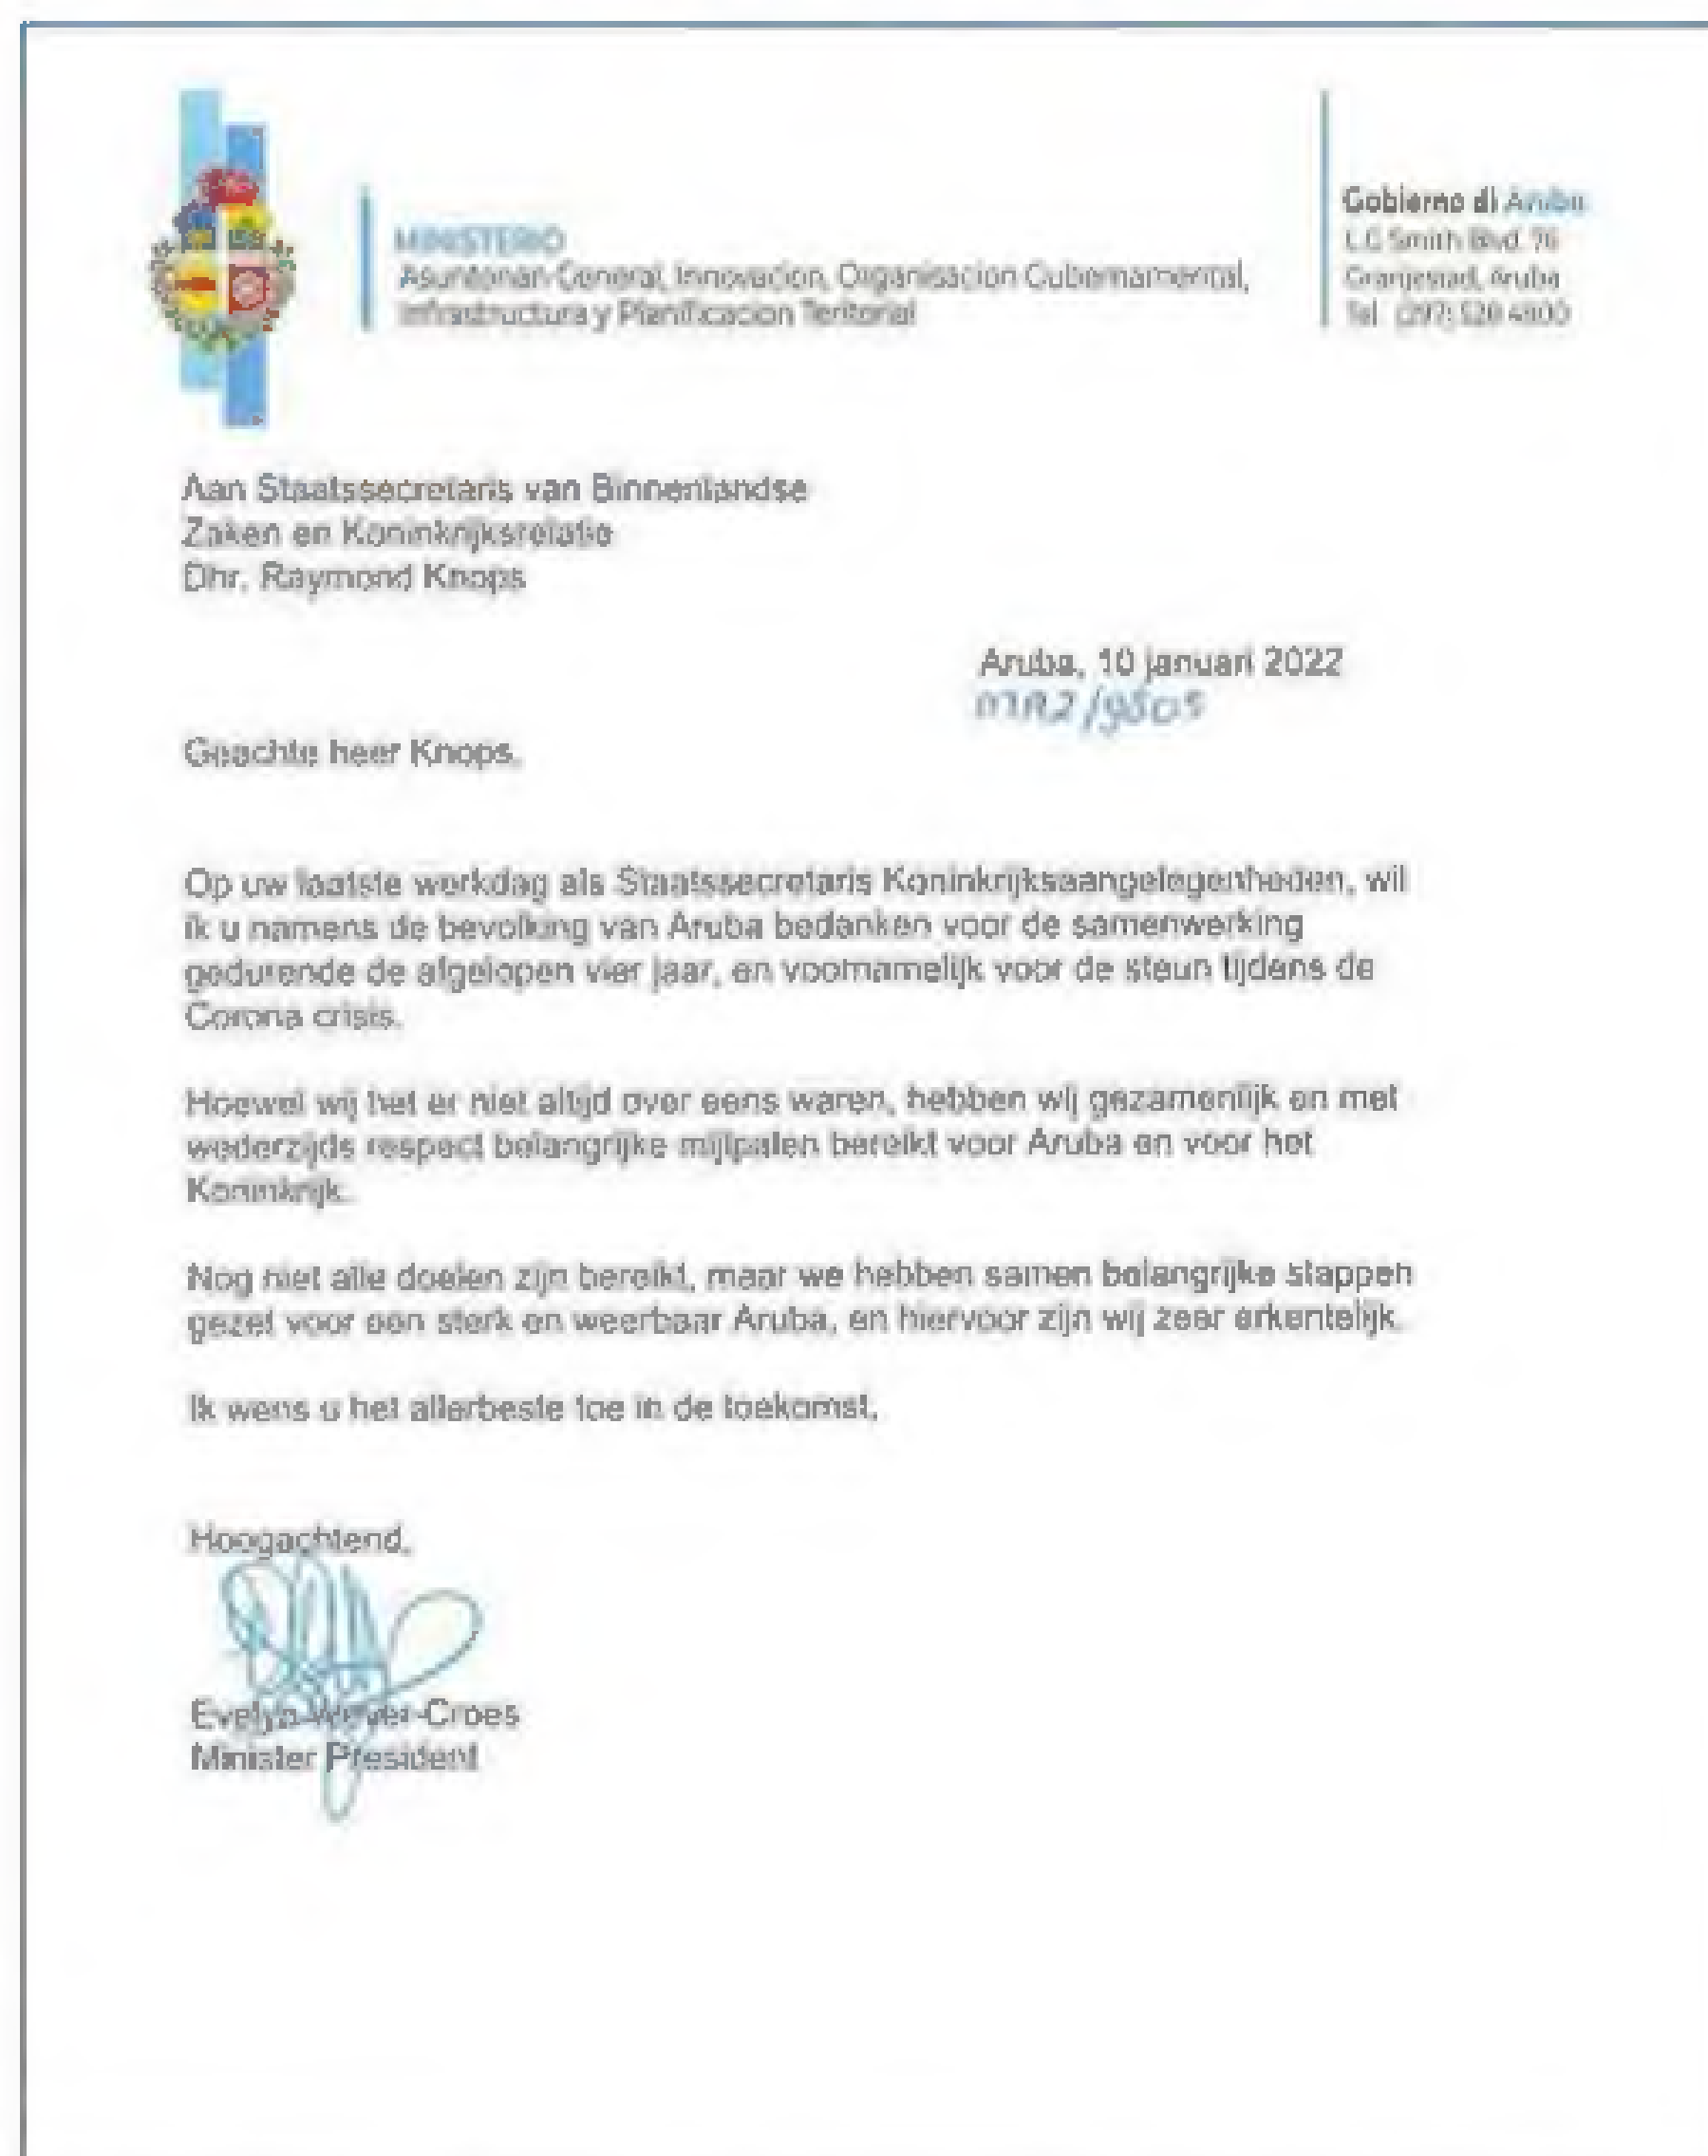 MINISTERIO
Asuntonan General, Innovacion, Organisacion Gubernamental,
Infrastructura y Planificacion Teritorial
Gobierno di Aruba
L.G Smith Blvd. 76
Oranjestad, Aruba
Tel. (297) 528 4900
Aan Staatssecretaris van Binnenlandse
Zaken en Koninkrijksrelatie
Dhr. Raymond Knops
Aruba, 10 januari 2022
Geachte heer Knops,
Op uw laatste werkdag als Staatssecretaris Koninkrijksaangelegenheden, wil
ik u namens de bevolking van Aruba bedanken voor de samenwerking
gedurende de afgelopen vier jaar, en voornamelijk voor de steun tijdens de
Corona crisis.
Hoewel wij het er niet altijd over eens waren, hebben wij gezamenlijk en met
wederzijds respect belangrijke mijlpalen bereikt voor Aruba en voor het
Koninkrijk.
Nog niet alle doelen zijn bereikt, maar we hebben samen belangrijke stappen
gezet voor een sterk en weerbaar Aruba, en hiervoor zijn wij zeer erkentelijk.
Ik wens u het allerbeste toe in de toekomst,
Hoogachtend,
Evelyn Wever-Croes
Minister President